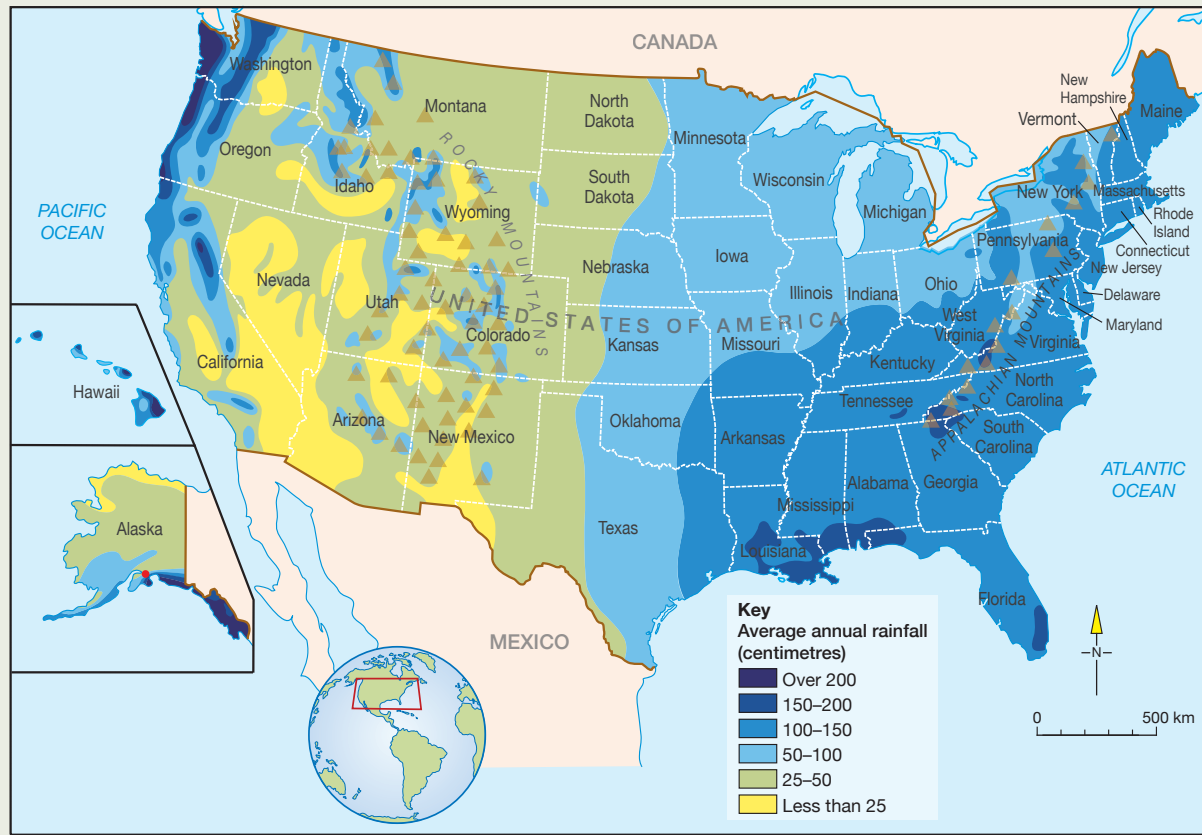 CANADA
Washington
Montana
North
Dakota
Minnesota
New
Hampshire
Vermont
Maine
Oregon
Idaho
ROCKY MOUNTAINS
Wyoming
South
Dakota
Wisconsin
Michigan
New York
Massachusetts
Rhode
Island
Connecticut
PACIFIC
OCEAN
Nevada
Utah
Colorado
Nebraska
Iowa
Illinois
Indiana
Ohio
Pennsylvania
New Jersey
Delaware
Maryland
UNITED STATES OF AMERICA
California
Kansas
Missouri
West
Virginia
Virginia
Kentucky
APPALACHIAN MOUNTAINS
Hawaii
Arizona
New Mexico
Oklahoma
Arkansas
Tennessee
North
Carolina
South
Carolina
ATLANTIC
OCEAN
Alaska
Texas
Louisiana
Mississippi
Alabama
Georgia
Florida
MEXICO
Key
Average annual rainfall
(centimetres)
Over 200
150–200
100–150
50–100
25–50
Less than 25
N
0 500 km